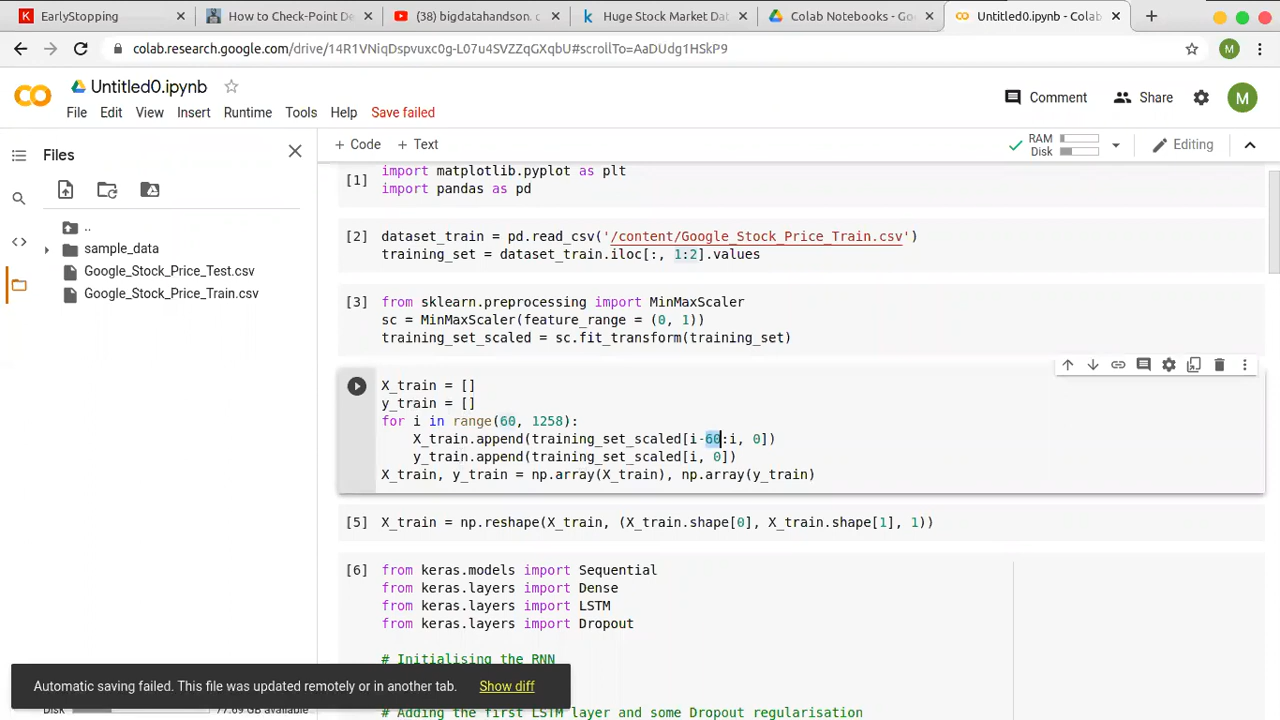 EarlyStopping
How to Check-Point De
(38) bigdatahandson.c
Huge Stock Market Dat
Colab Notebooks - Goo
Untitled0.ipynb - Colab
colab.research.google.com/drive/14R1VNiqDspvuxc0g-L07u4SVZZqGXqbU#scrollTo=AaDUdg1HSkP9
M
CO
Untitled0.ipynb
Comment
Share
M
File Edit View Insert Runtime Tools Help Save failed
Files
+ Code + Text
RAM
Disk
Editing
..
sample_data
Google_Stock_Price_Test.csv
Google_Stock_Price_Train.csv
[1] import matplotlib.pyplot as plt
import pandas as pd
[2] dataset_train = pd.read_csv('/content/Google_Stock_Price_Train.csv')
training_set = dataset_train.iloc[:, 1:2].values
[3] from sklearn.preprocessing import MinMaxScaler
sc = MinMaxScaler(feature_range = (0, 1))
training_set_scaled = sc.fit_transform(training_set)
X_train = []
y_train = []
for i in range(60, 1258):
X_train.append(training_set_scaled[i-60:i, 0])
y_train.append(training_set_scaled[i, 0])
X_train, y_train = np.array(X_train), np.array(y_train)
[5] X_train = np.reshape(X_train, (X_train.shape[0], X_train.shape[1], 1))
[6] from keras.models import Sequential
from keras.layers import Dense
from keras.layers import LSTM
from keras.layers import Dropout
# Initialising the RNN
Automatic saving failed. This file was updated remotely or in another tab. Show diff
Disk 77.69 GB available
# Adding the first LSTM layer and some Dropout regularisation